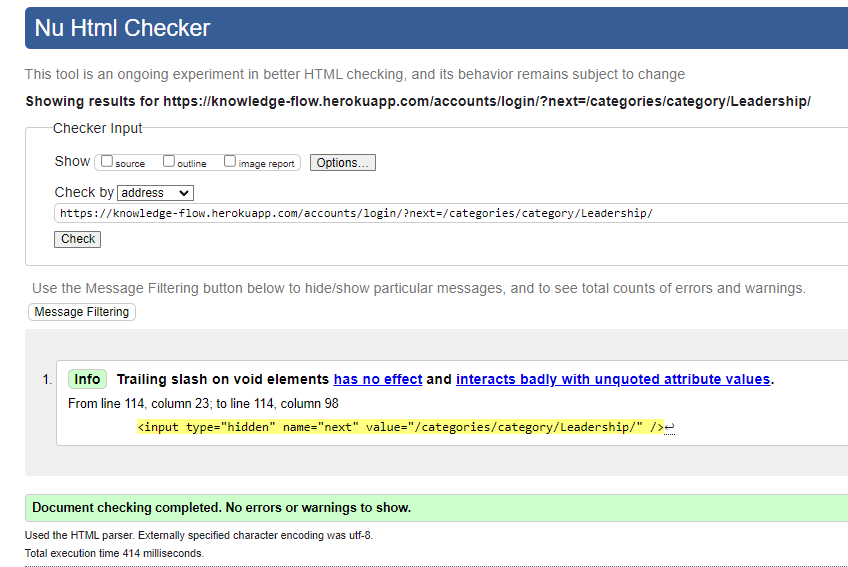 Nu Html Checker
This tool is an ongoing experiment in better HTML checking, and its behavior remains subject to change
Showing results for https://knowledge-flow.herokuapp.com/accounts/login/?next=/categories/category/Leadership/
Checker Input
Show source outline image report Options...
Check by address
https://knowledge-flow.herokuapp.com/accounts/login/?next=/categories/category/Leadership/
Check
Use the Message Filtering button below to hide/show particular messages, and to see total counts of errors and warnings.
Message Filtering
1. Info Trailing slash on void elements has no effect and interacts badly with unquoted attribute values.
From line 114, column 23; to line 114, column 98
<input type="hidden" name="next" value="/categories/category/Leadership/" />↩
Document checking completed. No errors or warnings to show.
Used the HTML parser. Externally specified character encoding was utf-8.
Total execution time 414 milliseconds.